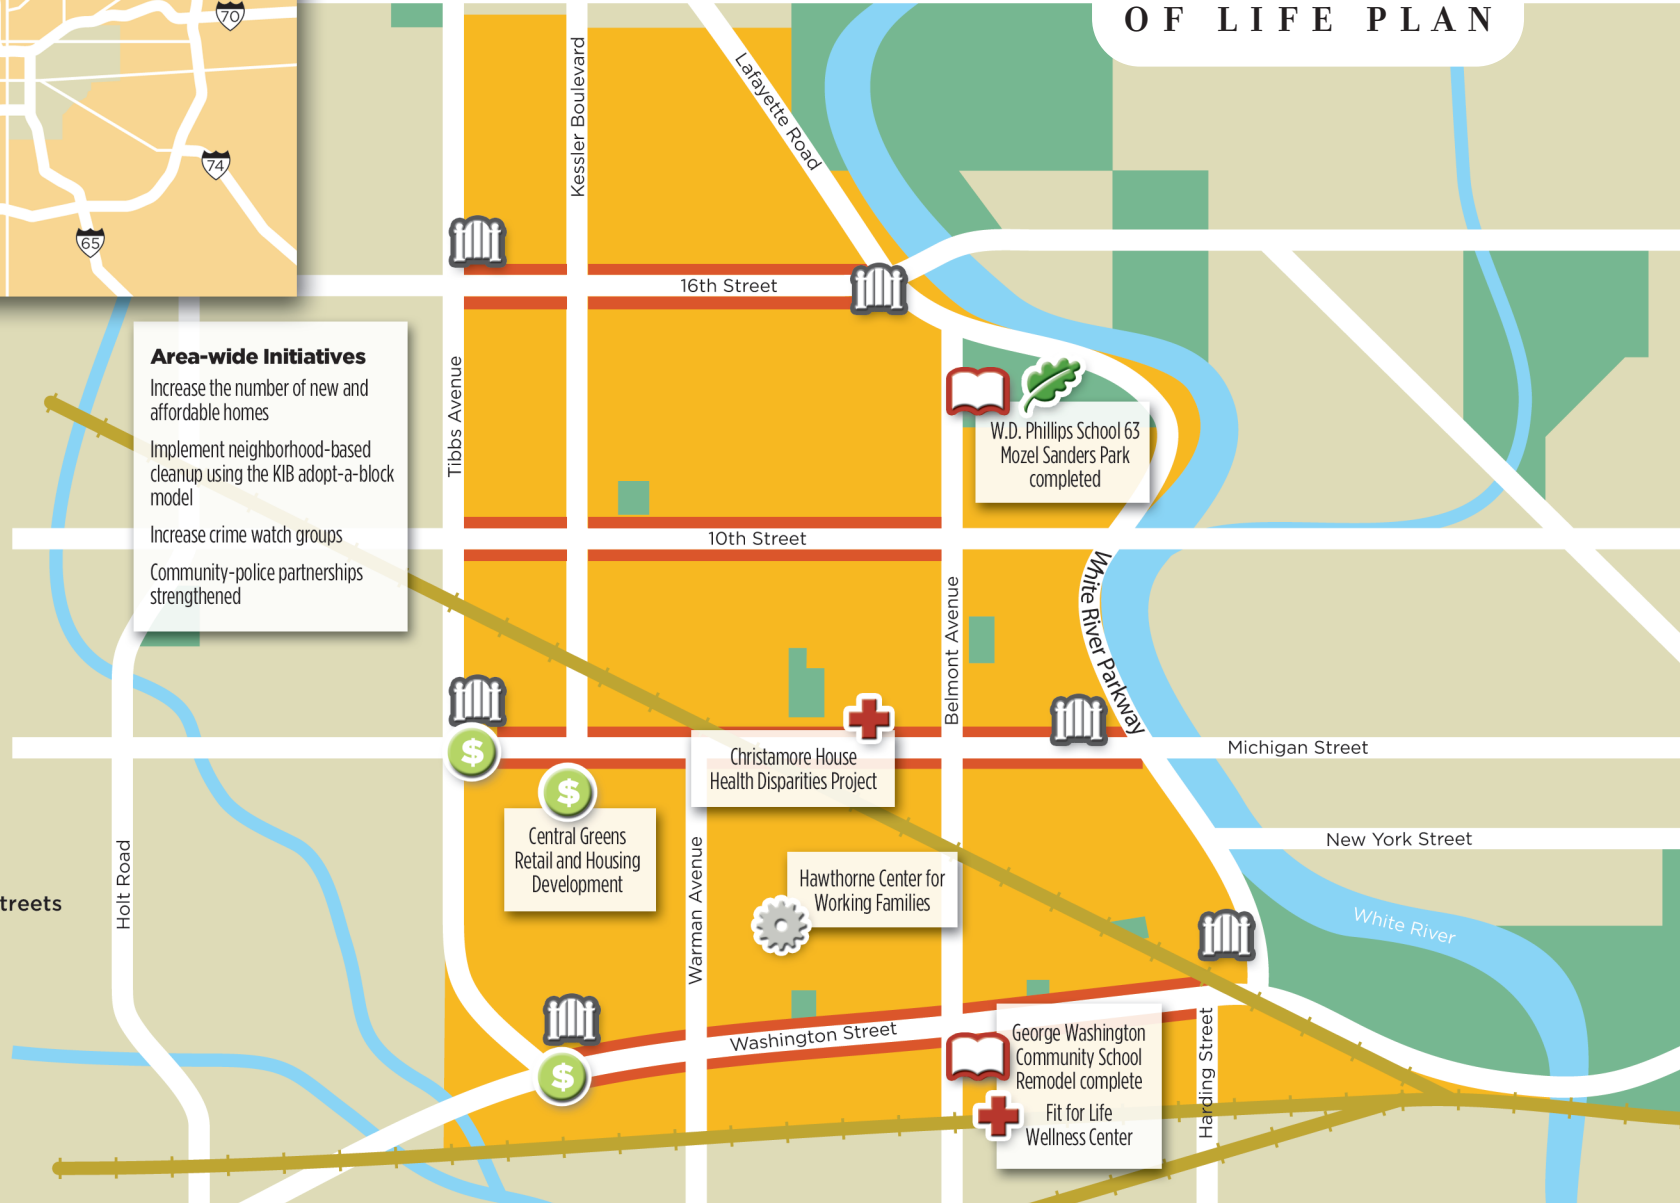 OF LIFE PLAN
70
74
65
Kessler Boulevard
Lafayette Road
16th Street
Area-wide Initiatives
Increase the number of new and
affordable homes
Implement neighborhood-based
cleanup using the KIB adopt-a-block
model
Increase crime watch groups
Community-police partnerships
strengthened
Tibbs Avenue
W.D. Phillips School 63
Mozel Sanders Park
completed
10th Street
Belmont Avenue
White River Parkway
Michigan Street
Christamore House
Health Disparities Project
$
$
Central Greens
Retail and Housing
Development
New York Street
Holt Road
Warman Avenue
Hawthorne Center for
Working Families
treets
White River
Washington Street
George Washington
Community School
Remodel complete
Fit for Life
Wellness Center
Harding Street
$